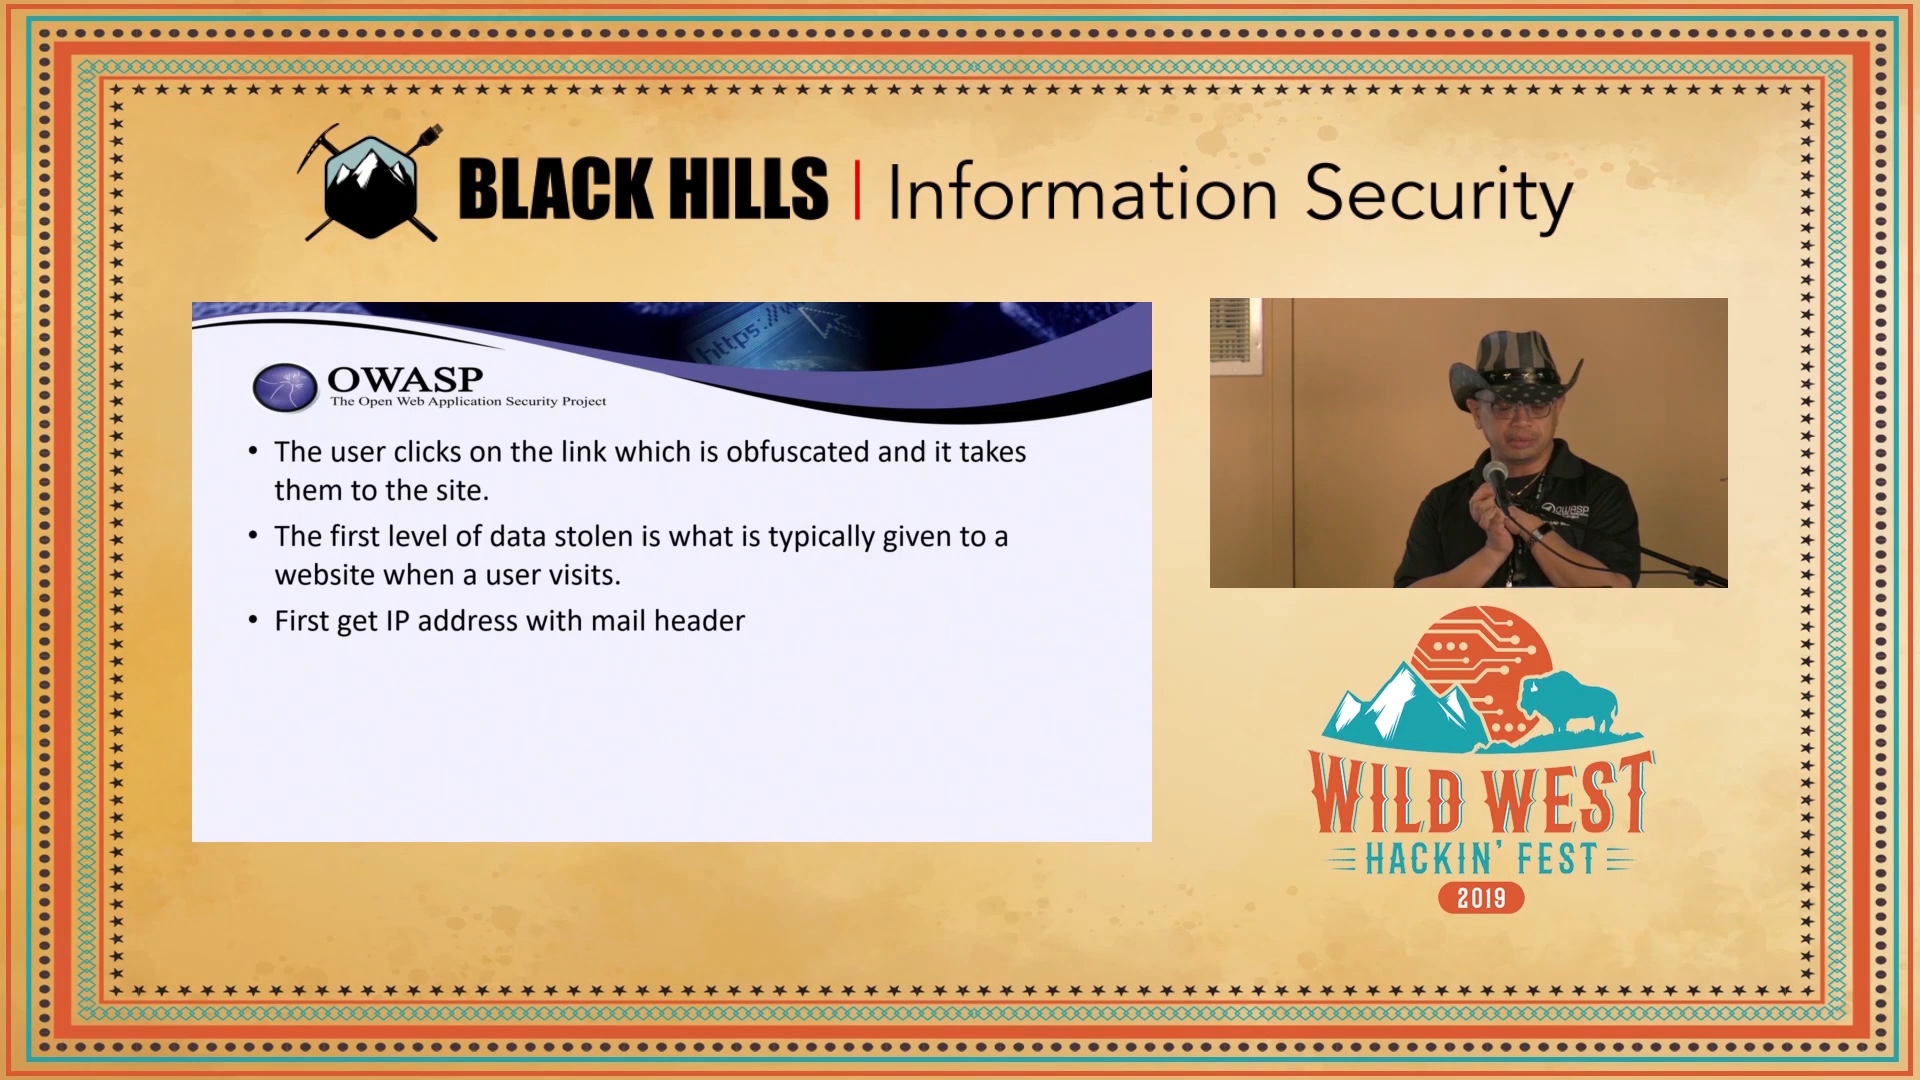 BLACK HILLS | Information Security
https://w
OWASP
The Open Web Application Security Project
• The user clicks on the link which is obfuscated and it takes
them to the site.
• The first level of data stolen is what is typically given to a
website when a user visits.
• First get IP address with mail header
OWASP
WILD WEST
HACKIN' FEST
2019